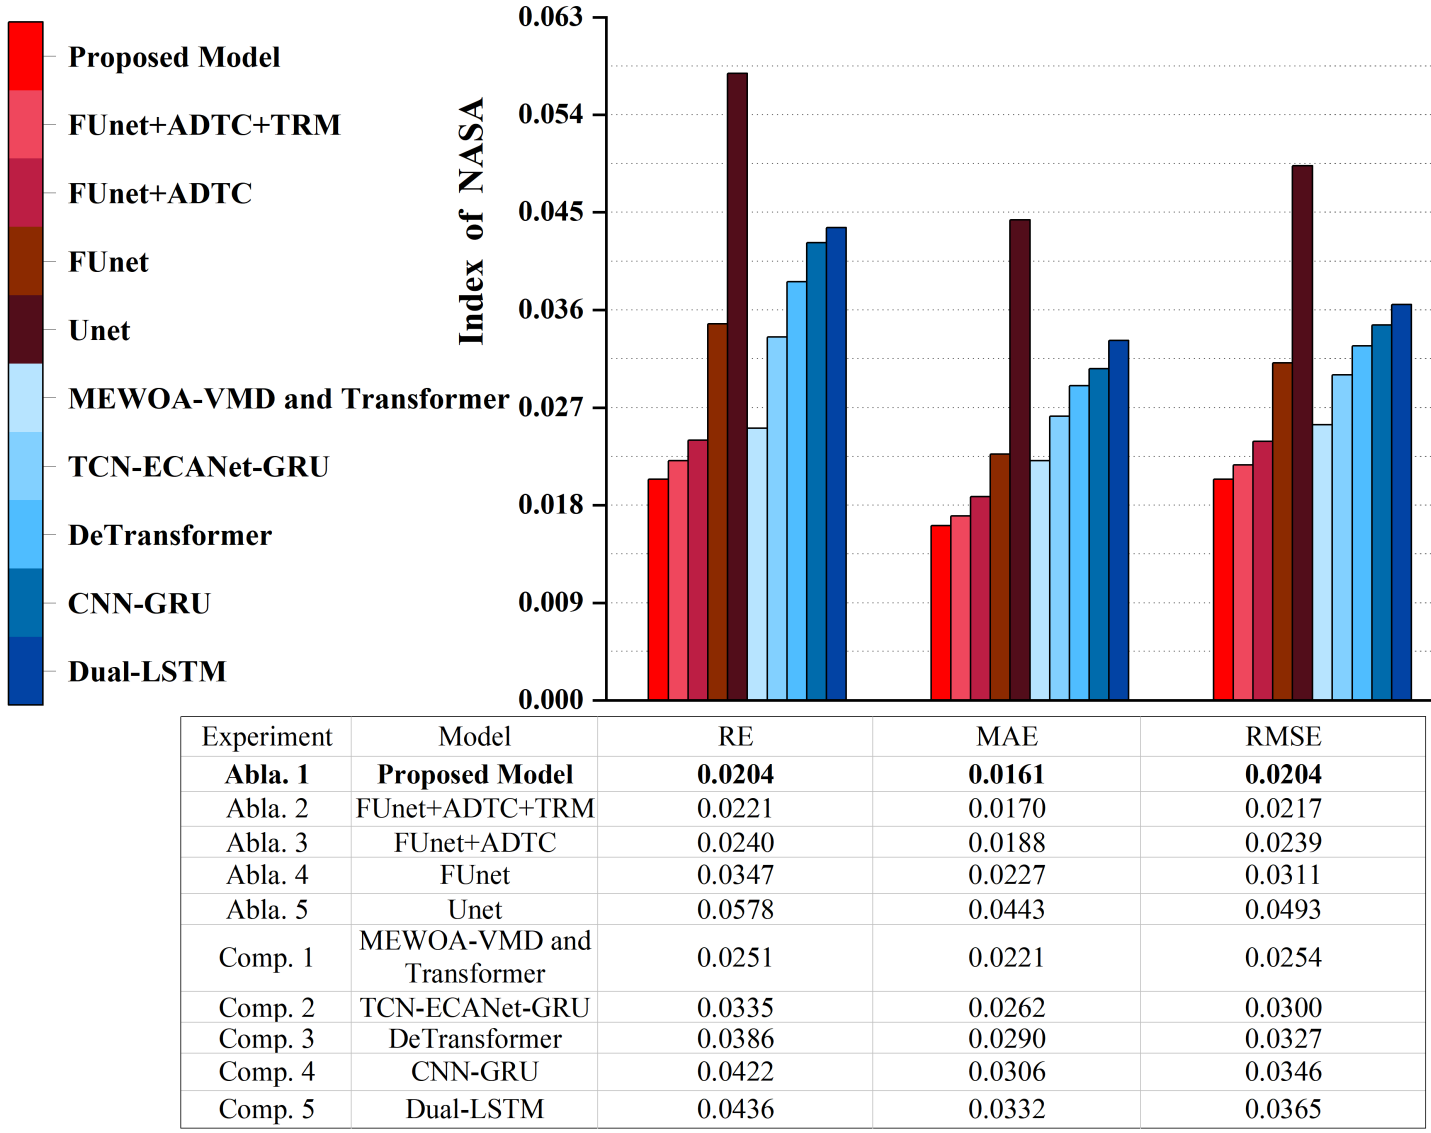 Proposed Model
FUnet+ADTC+TRM
FUnet+ADTC
FUnet
Unet
MEWOA-VMD and Transformer
TCN-ECANet-GRU
DeTransformer
CNN-GRU
Dual-LSTM
Index of NASA
0.063
0.054
0.045
0.036
0.027
0.018
0.009
0.000
Experiment Model RE MAE RMSE
Abla. 1 Proposed Model 0.0204 0.0161 0.0204
Abla. 2 FUnet+ADTC+TRM 0.0221 0.0170 0.0217
Abla. 3 FUnet+ADTC 0.0240 0.0188 0.0239
Abla. 4 FUnet 0.0347 0.0227 0.0311
Abla. 5 Unet 0.0578 0.0443 0.0493
Comp. 1 MEWOA-VMD and
Transformer 0.0251 0.0221 0.0254
Comp. 2 TCN-ECANet-GRU 0.0335 0.0262 0.0300
Comp. 3 DeTransformer 0.0386 0.0290 0.0327
Comp. 4 CNN-GRU 0.0422 0.0306 0.0346
Comp. 5 Dual-LSTM 0.0436 0.0332 0.0365